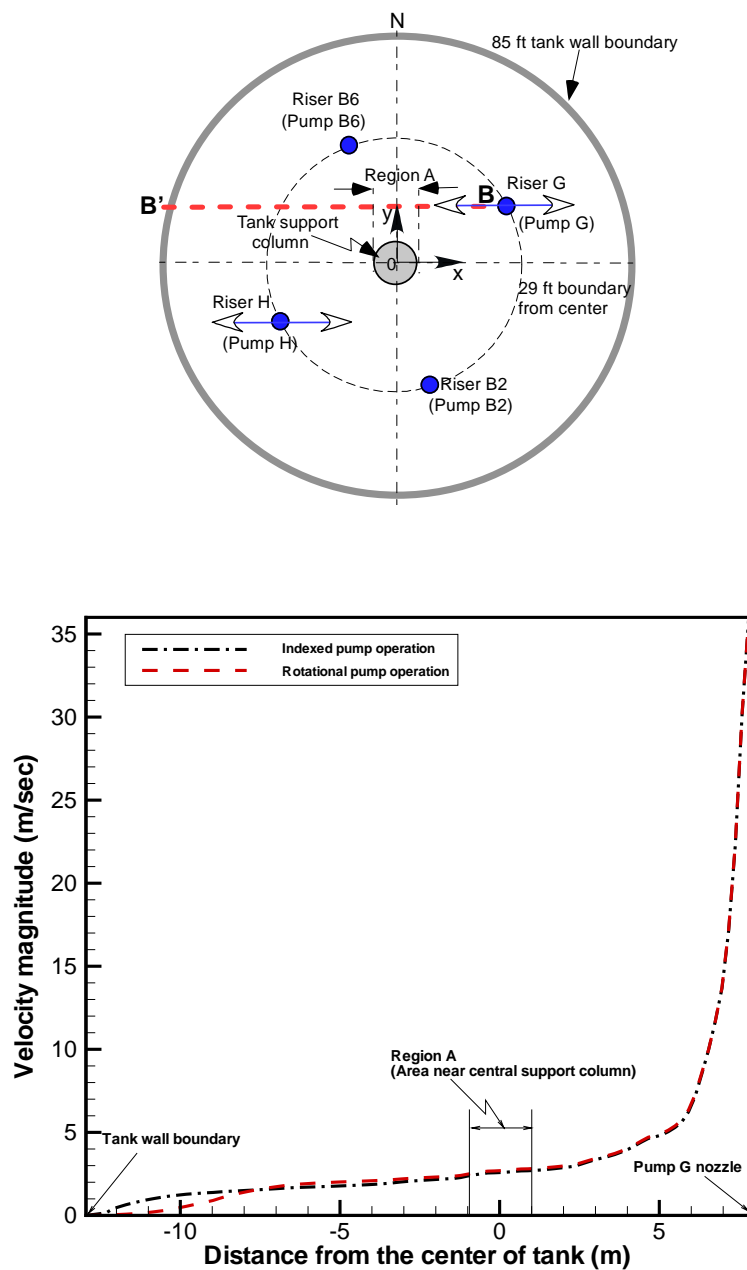 N
85 ft tank wall boundary
Riser B6
(Pump B6)
Region A
B'
B
Riser G
(Pump G)
Tank support
column
y
0
x
29 ft boundary
from center
Riser H
(Pump H)
Riser B2
(Pump B2)
35
30
25
20
15
10
5
0
Velocity magnitude (m/sec)
Indexed pump operation
Rotational pump operation
Region A
(Area near central support column)
Tank wall boundary
Pump G nozzle
-10
-5
0
5
Distance from the center of tank (m)